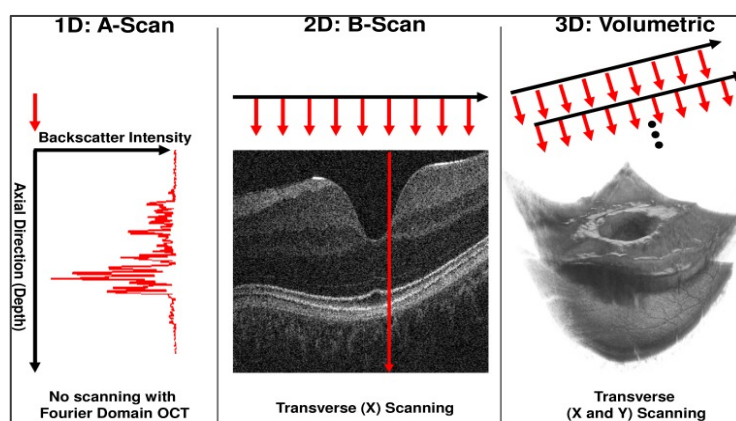 1D: A-Scan
Backscatter Intensity
Axial Direction (Depth)
No scanning with
Fourier Domain OCT
2D: B-Scan
Transverse (X) Scanning
3D: Volumetric
Transverse
(X and Y) Scanning